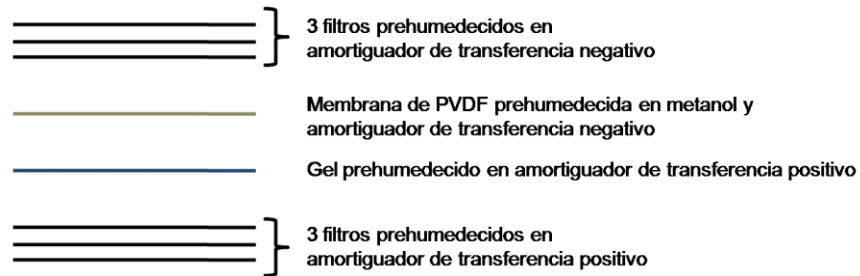 3 filtros prehumedecidos en
amortiguador de transferencia negativo
Membrana de PVDF prehumedecida en metanol y
amortiguador de transferencia negativo
Gel prehumedecido en amortiguador de transferencia positivo
3 filtros prehumedecidos en
amortiguador de transferencia positivo